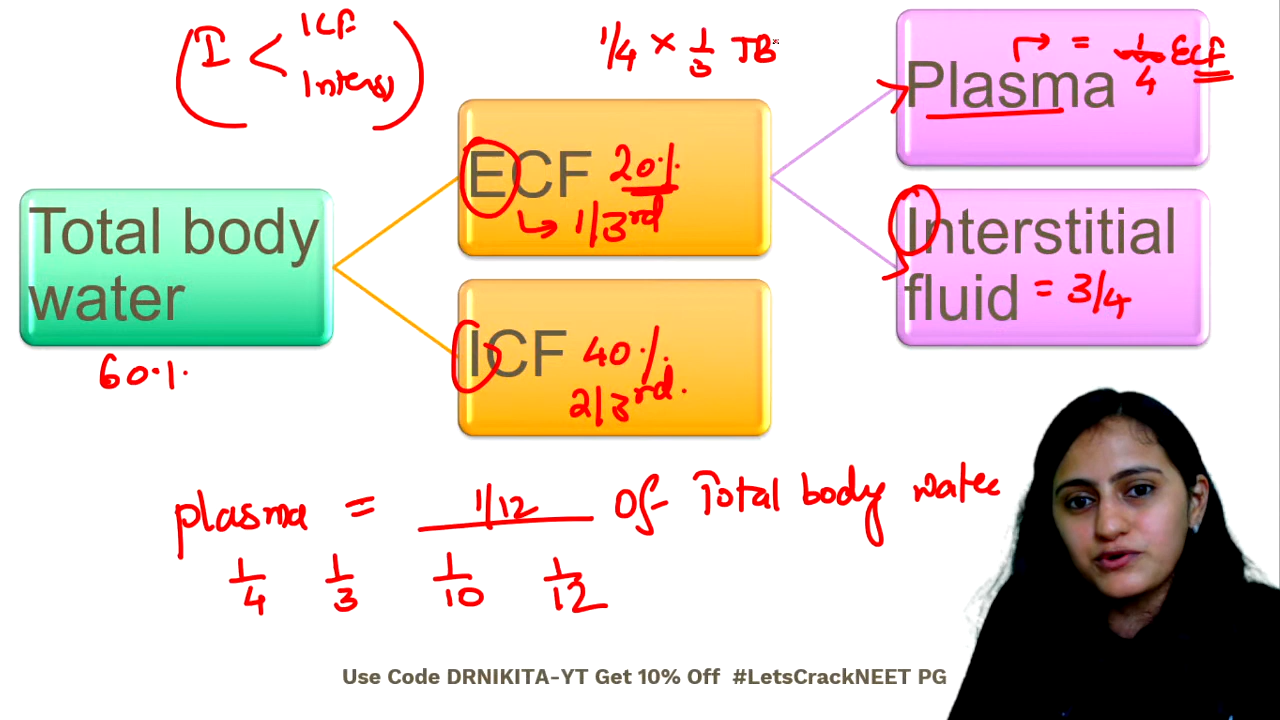 I < ICF
Interst
1/4 × 1/3 TB
Plasma
= 1/4 ECF
ECF 20%
↳ 1/3rd
Total body
water
60%
Interstitial
fluid = 3/4
ICF 40%
2/3rd.
plasma = 1/12 of Total body water
1/4 1/3 1/10 1/12
Use Code DRNIKITA-YT Get 10% Off #LetsCrackNEET PG